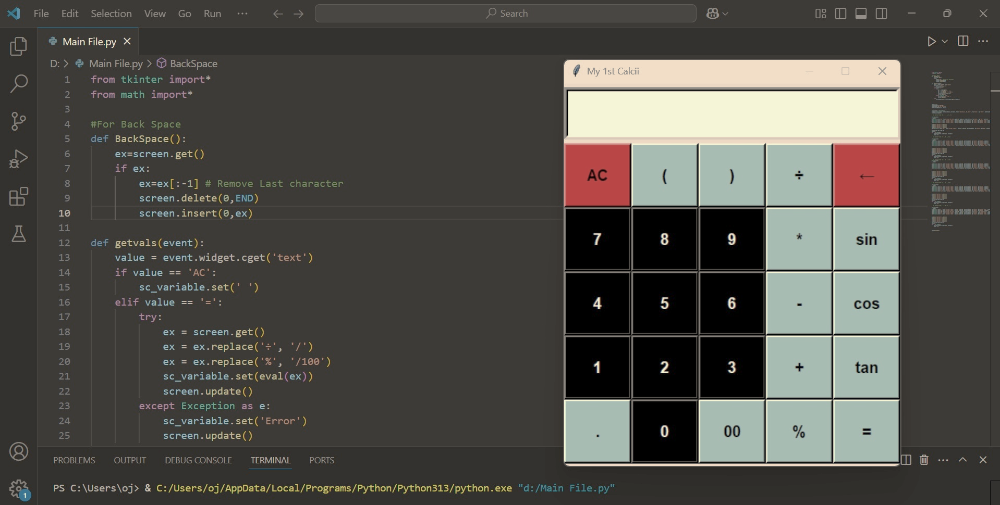 File Edit Selection View Go Run ··· Search
Main File.py
D: > Main File.py > BackSpace
1 from tkinter import*
2 from math import*
3
4 #For Back Space
5 def BackSpace():
6 ex=screen.get()
7 if ex:
8 ex=ex[:-1] # Remove Last character
9 screen.delete(0,END)
10 screen.insert(0,ex)
11
12 def getvals(event):
13 value = event.widget.cget('text')
14 if value == 'AC':
15 sc_variable.set(' ')
16 elif value == '=':
17 try:
18 ex = screen.get()
19 ex = ex.replace('÷', '/')
20 ex = ex.replace('%', '/100')
21 sc_variable.set(eval(ex))
22 screen.update()
23 except Exception as e:
24 sc_variable.set('Error')
25 screen.update()
My 1st Calcii
AC ( ) ÷ ←
7 8 9 * sin
4 5 6 - cos
1 2 3 + tan
. 0 00 % =
PROBLEMS OUTPUT DEBUG CONSOLE TERMINAL PORTS
PS C:\Users\oj> & C:/Users/oj/AppData/Local/Programs/Python/Python313/python.exe "d:/Main File.py"
1